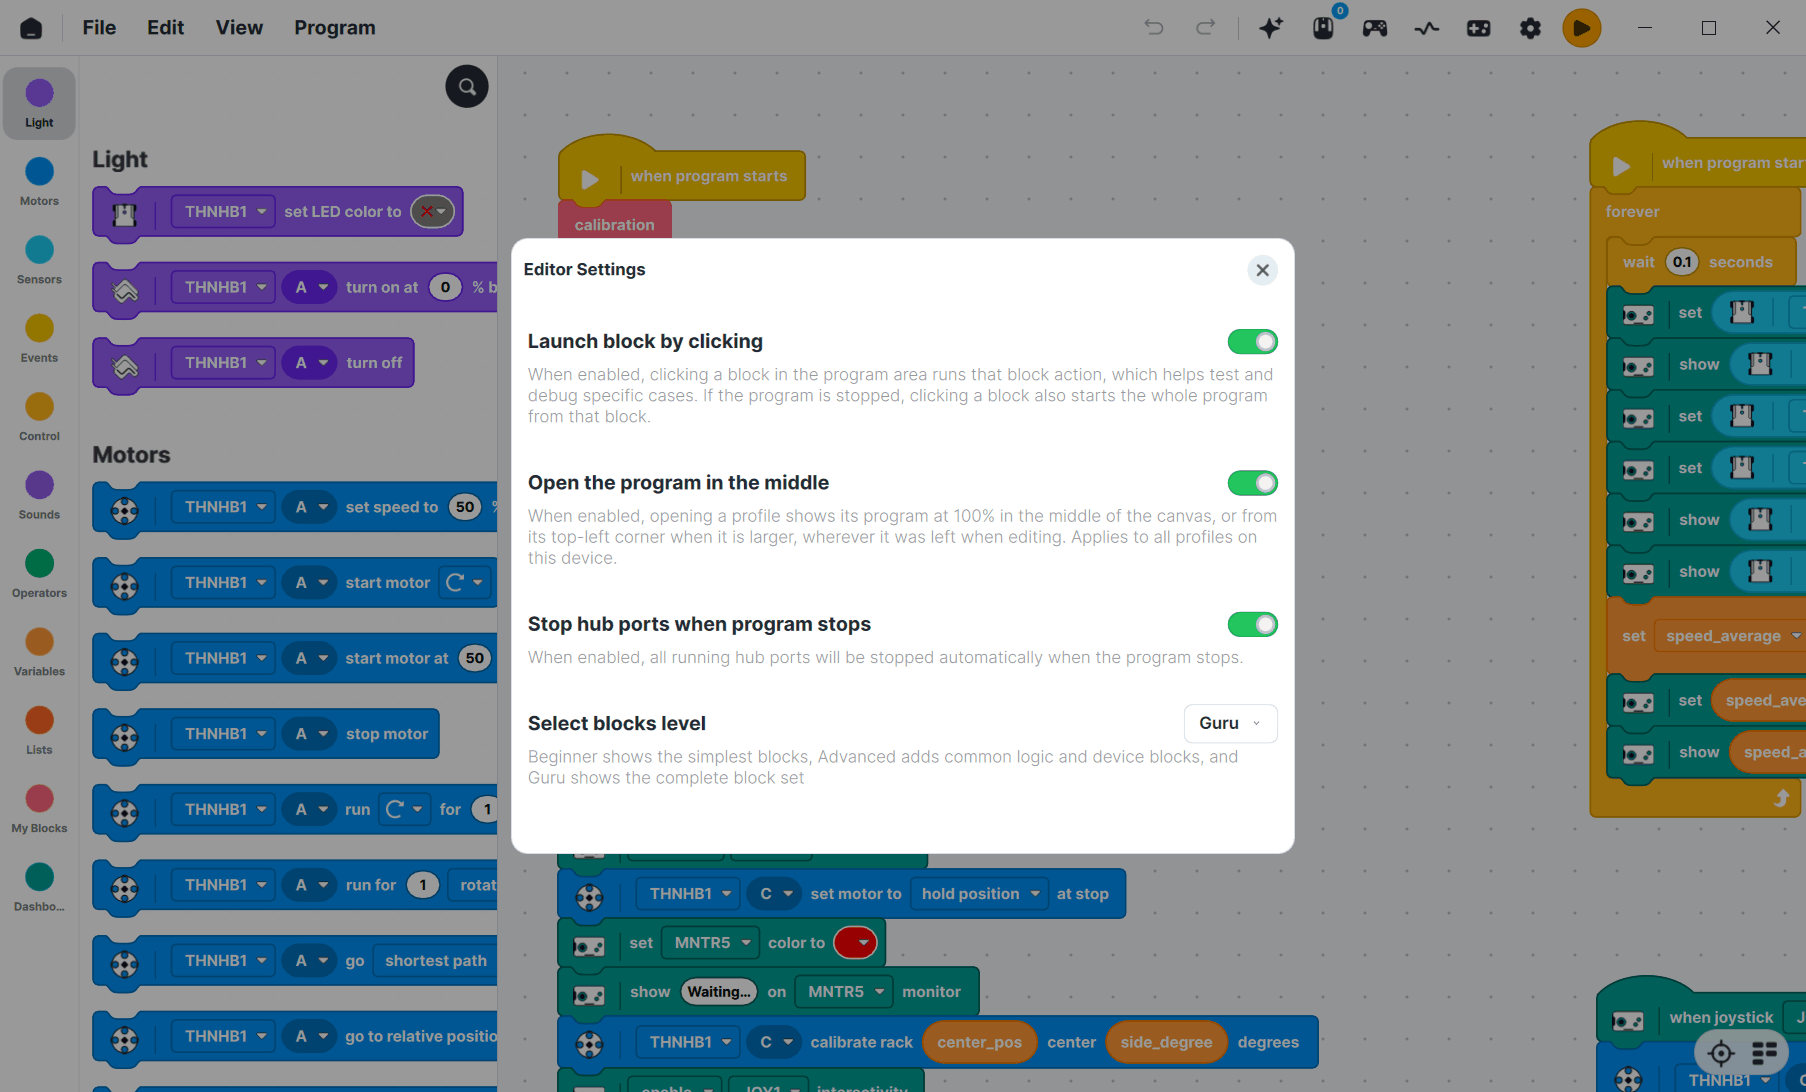 File Edit View Program
0
Light
Motors
Sensors
Events
Control
Sounds
Operators
Variables
Lists
My Blocks
Dashbo...
Light
THNHB1 set LED color to
THNHB1 A turn on at 0 % b
THNHB1 A turn off
Motors
THNHB1 A set speed to 50 %
THNHB1 A start motor
THNHB1 A start motor at 50
THNHB1 A stop motor
THNHB1 A run for 1
THNHB1 A run for 1 rotat
THNHB1 A go shortest path
THNHB1 A go to relative positio
when program starts
calibration
Editor Settings
Launch block by clicking
When enabled, clicking a block in the program area runs that block action, which helps test and
debug specific cases. If the program is stopped, clicking a block also starts the whole program
from that block.
Open the program in the middle
When enabled, opening a profile shows its program at 100% in the middle of the canvas, or from
its top-left corner when it is larger, wherever it was left when editing. Applies to all profiles on
this device.
Stop hub ports when program stops
When enabled, all running hub ports will be stopped automatically when the program stops.
Select blocks level
Guru
Beginner shows the simplest blocks, Advanced adds common logic and device blocks, and
Guru shows the complete block set
THNHB1 C set motor to hold position at stop
set MNTR5 color to
show Waiting... on MNTR5 monitor
THNHB1 C calibrate rack center_pos center side_degree degrees
enable JOY1 interactivity
when program star
forever
wait 0.1 seconds
set
show
set
set
show
show
set speed_average
set speed_ave
show speed_a
when joystick J
THNHB1